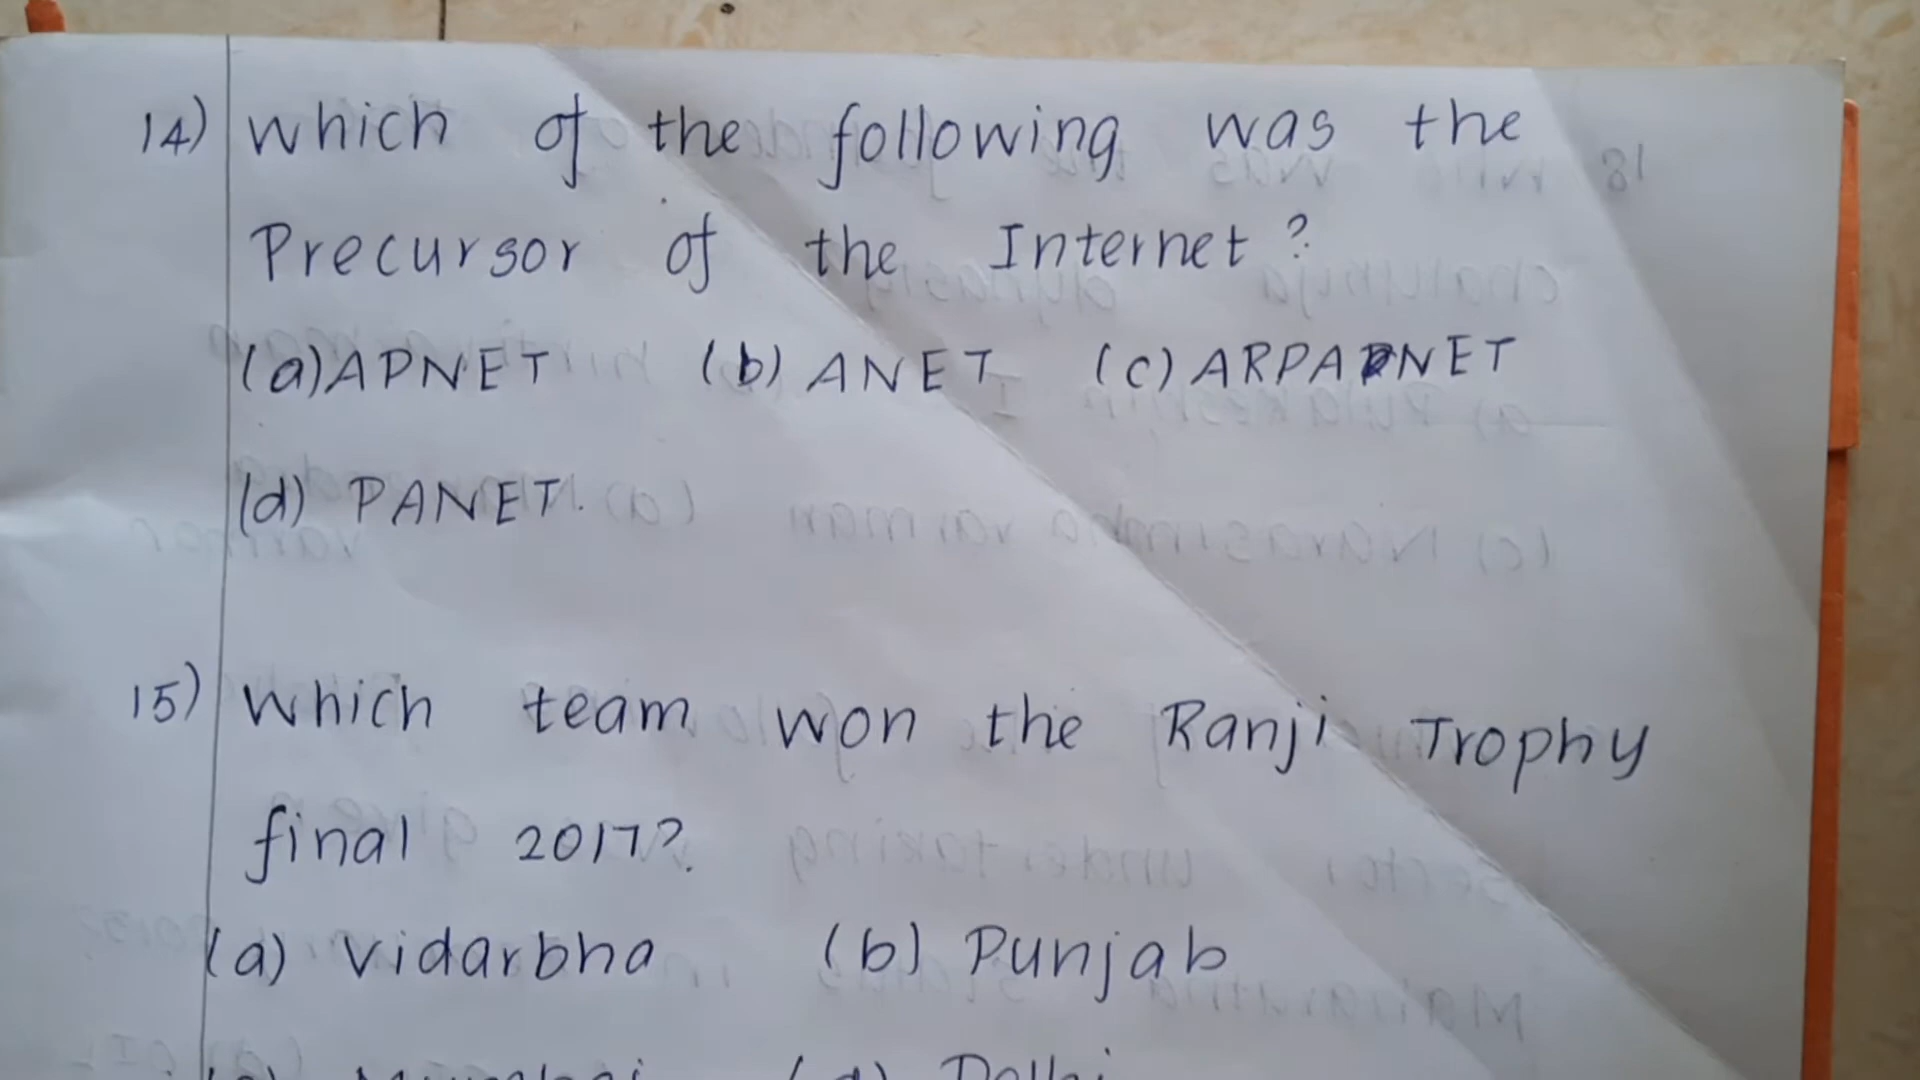 14) Which of the following was the
Precursor of the Internet?
(a) APNET (b) ANET (c) ARPANET
(d) PANET.
15) Which team won the Ranji Trophy
final 2017?
(a) Vidarbha (b) Punjab
(d) Delhi